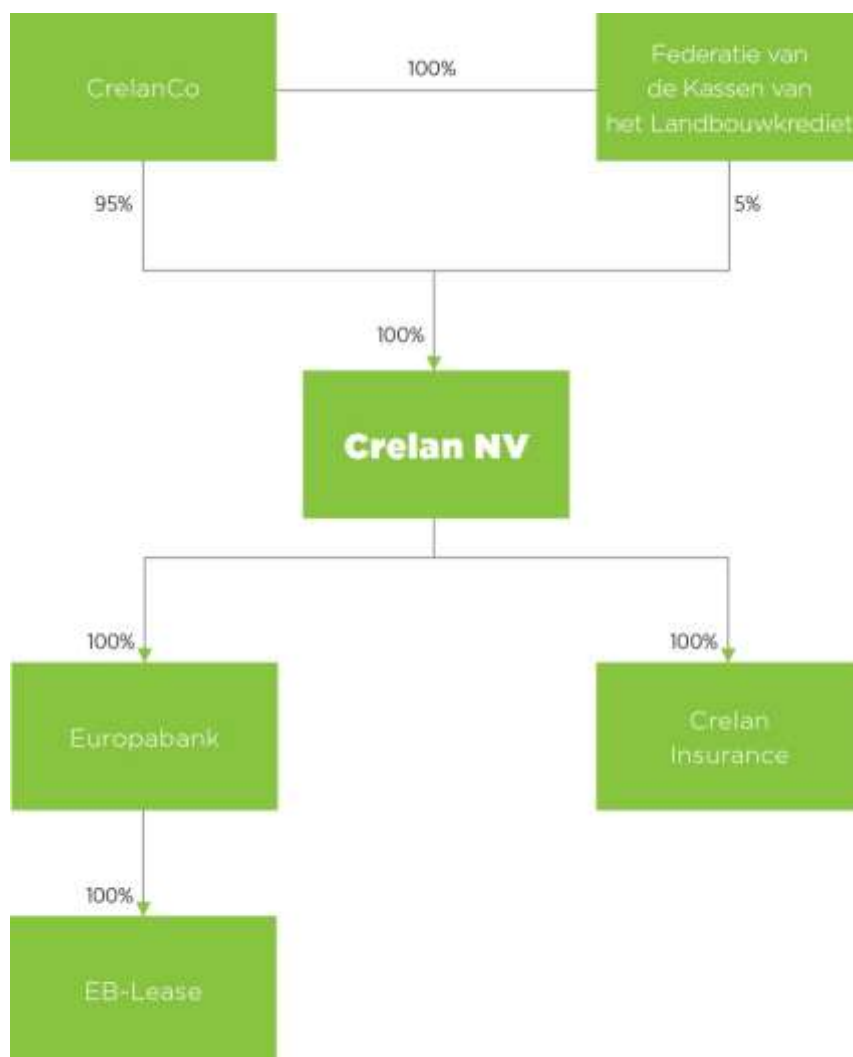 CrelanCo
100%
Federatie van
de Kassen van
het Landbouwkrediet
95%
5%
100%
Crelan NV
100%
100%
Europabank
Crelan
Insurance
100%
EB-Lease